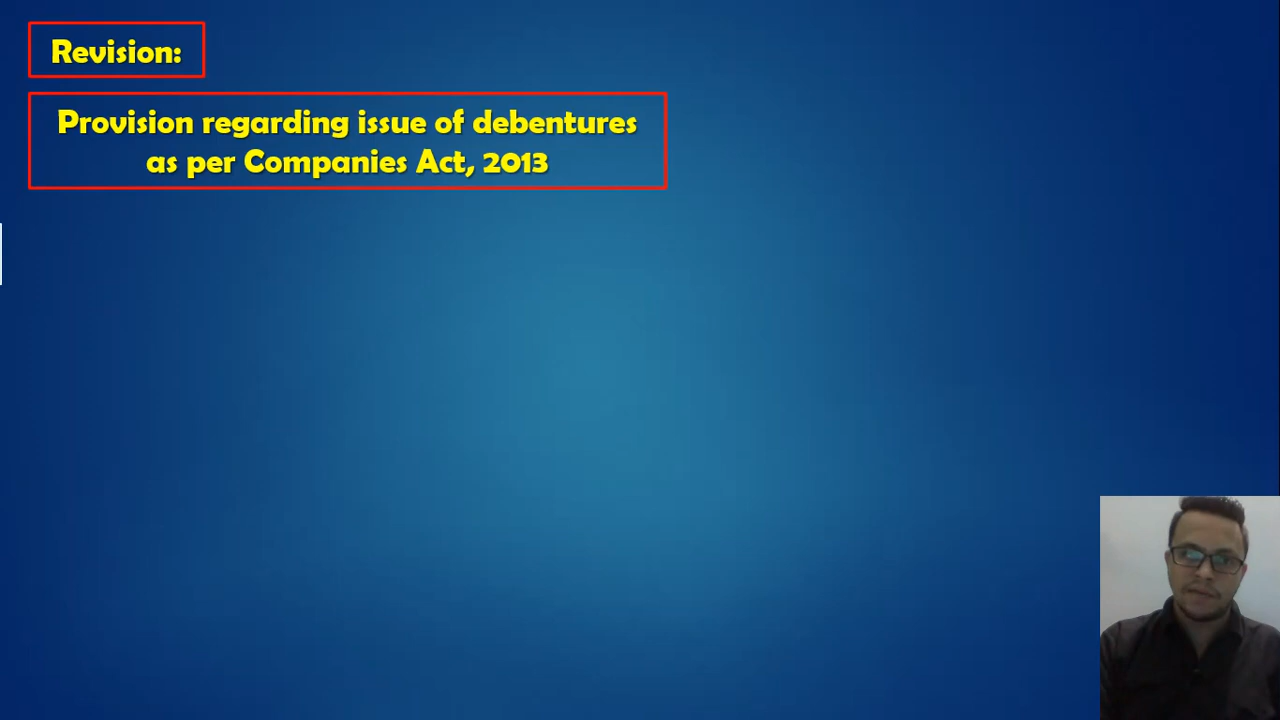 Revision:
Provision regarding issue of debentures
as per Companies Act, 2013